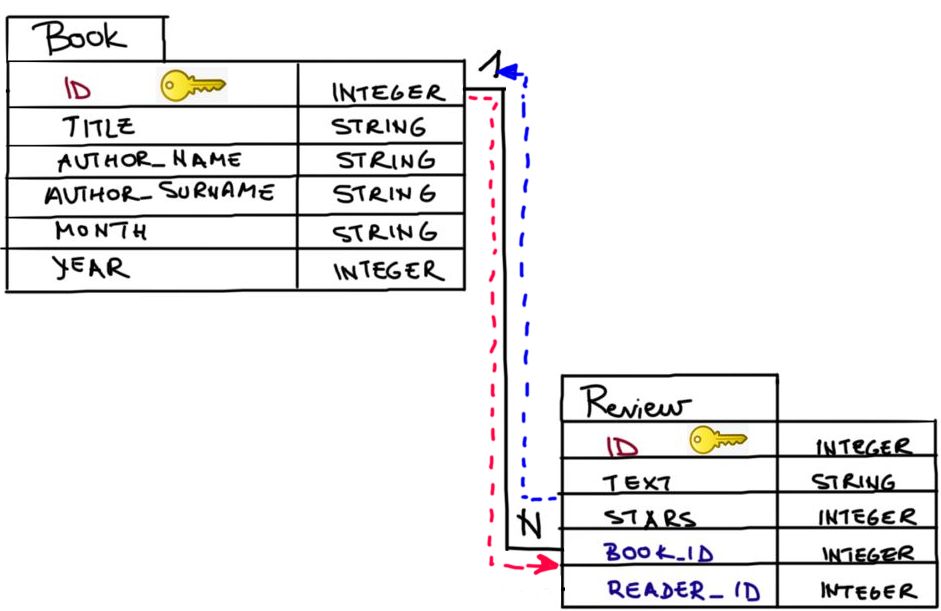 Book
ID INTEGER
TITLE STRING
AUTHOR_NAME STRING
AUTHOR_SURNAME STRING
MONTH STRING
YEAR INTEGER
1
N
Review
ID INTEGER
TEXT STRING
STARS INTEGER
BOOK_ID INTEGER
READER_ID INTEGER